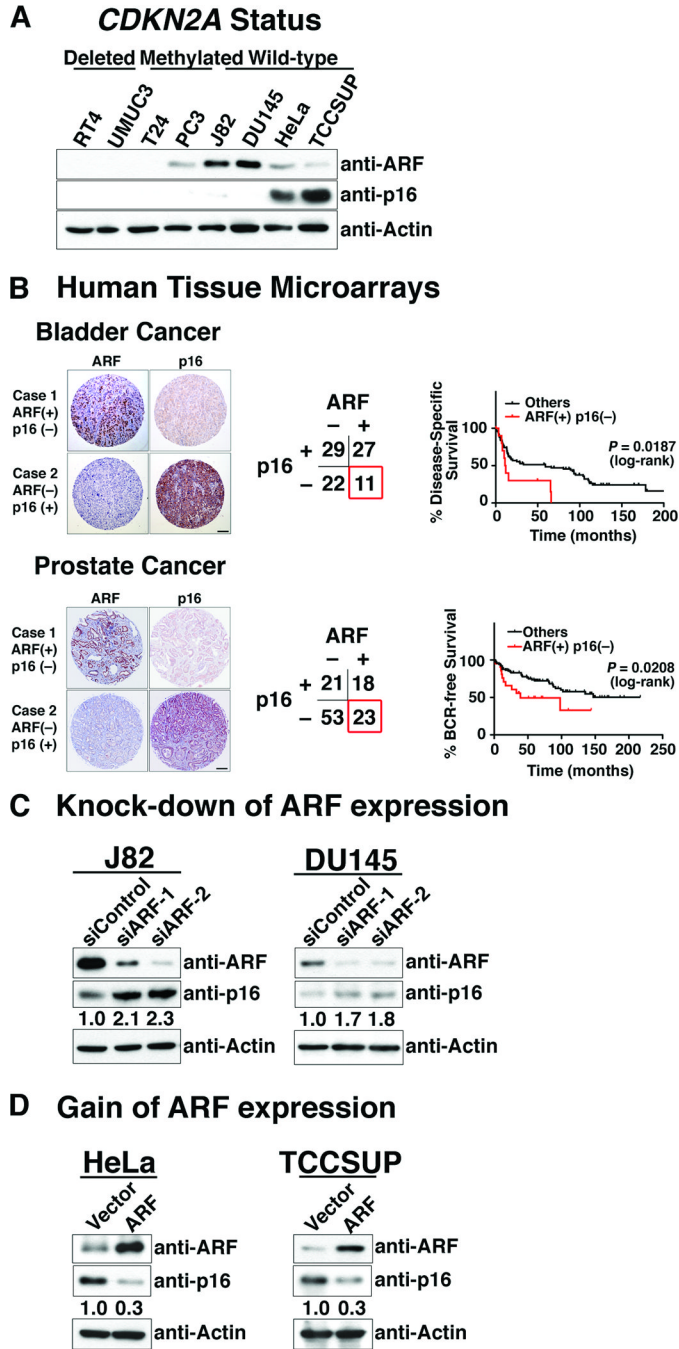 A CDKN2A Status
Deleted Methylated Wild-type
RT4 UMUC3 T24 PC3 J82 DU145 HeLa TCCSUP
anti-ARF
anti-p16
anti-Actin
B Human Tissue Microarrays
Bladder Cancer
ARF p16
Case 1
ARF(+)
p16 (–)
Case 2
ARF(–)
p16 (+)
ARF
– +
p16
+ 29 27
– 22 11
Others
ARF(+) p16(–)
P = 0.0187
(log-rank)
% Disease-Specific
Survival
100
50
0
0 50 100 150 200
Time (months)
Prostate Cancer
ARF p16
Case 1
ARF(+)
p16 (–)
Case 2
ARF(–)
p16 (+)
ARF
– +
p16
+ 21 18
– 53 23
Others
ARF(+) p16(–)
P = 0.0208
(log-rank)
% BCR-free Survival
100
50
0
0 50 100 150 200 250
Time (months)
C Knock-down of ARF expression
J82
siControl siARF-1 siARF-2
anti-ARF
anti-p16
1.0 2.1 2.3
anti-Actin
DU145
siControl siARF-1 siARF-2
anti-ARF
anti-p16
1.0 1.7 1.8
anti-Actin
D Gain of ARF expression
HeLa
Vector ARF
anti-ARF
anti-p16
1.0 0.3
anti-Actin
TCCSUP
Vector ARF
anti-ARF
anti-p16
1.0 0.3
anti-Actin